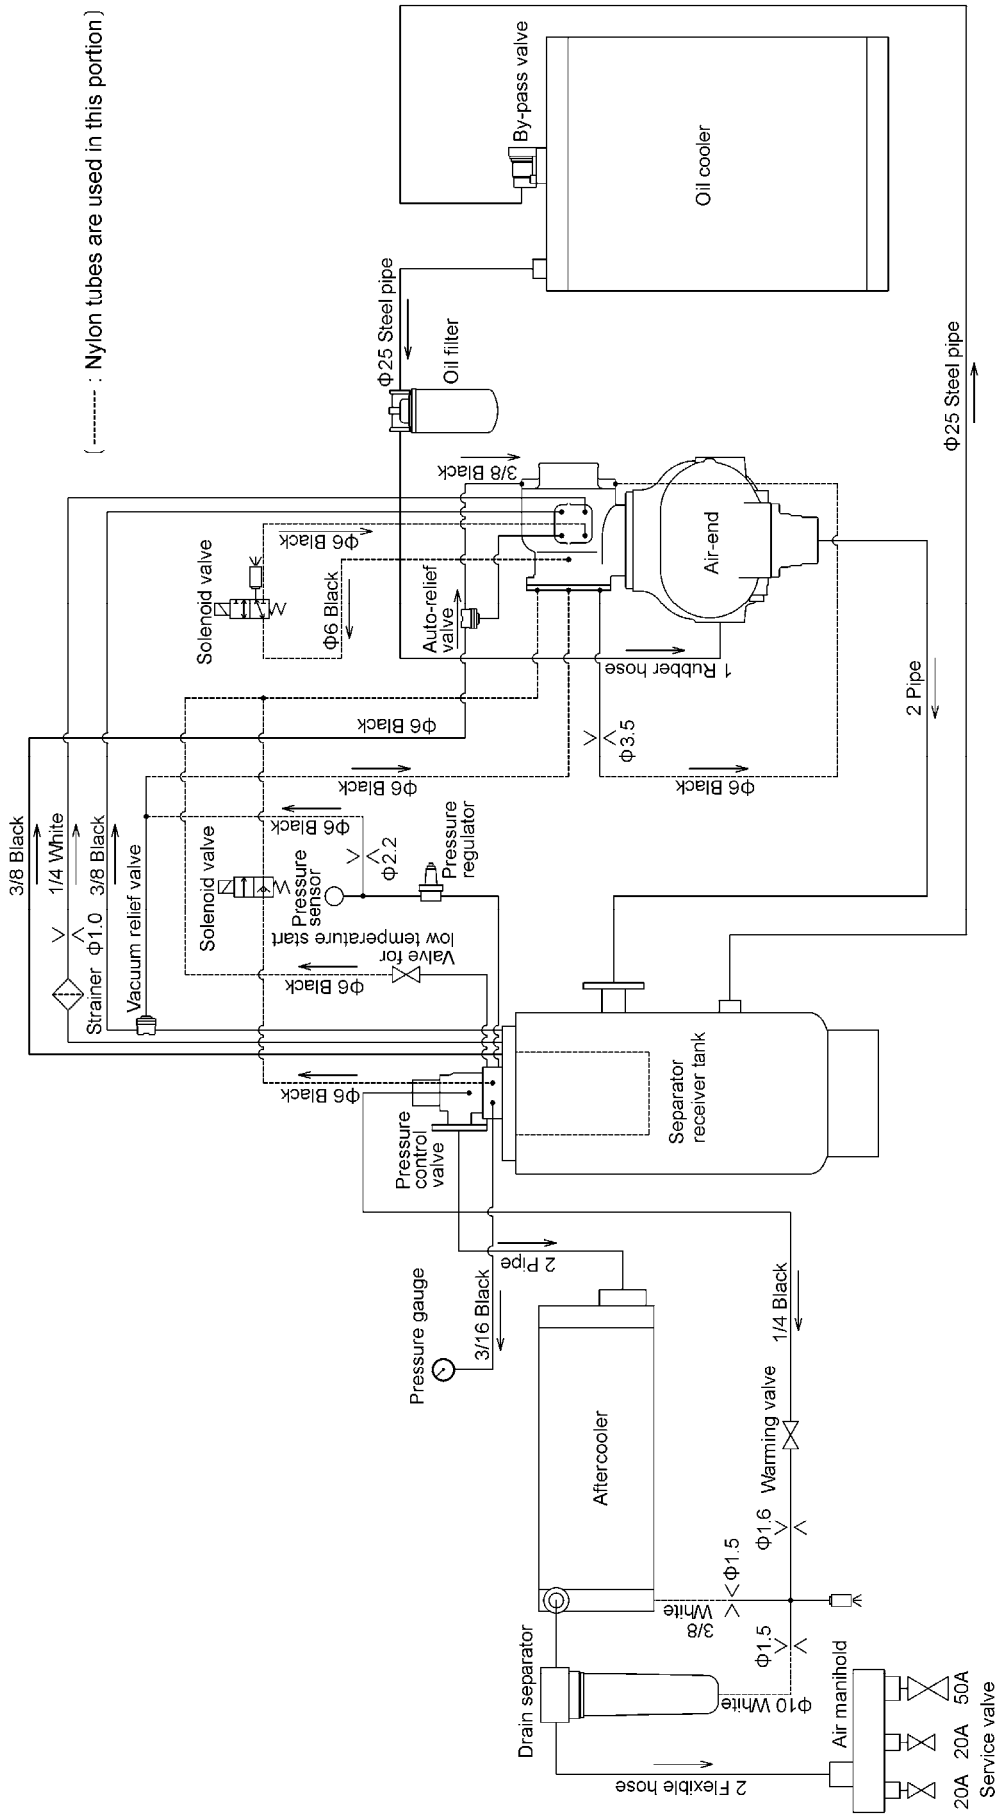 ( ------ : Nylon tubes are used in this portion )
3/8 Black
1/4 White
3/8 Black
Φ1.0
Strainer
Vacuum relief valve
Solenoid valve
Φ6 Black
Φ6 Black
Solenoid valve
Φ6 Black
Φ6 Black
Φ6 Black
Φ6 Black
Φ6 Black
Pressure
sensor
Φ2.2
Pressure
regulator
Valve for
low temperature start
Pressure
control
valve
Auto-relief
valve
3/8 Black
Φ25 Steel pipe
Oil filter
By-pass valve
Oil cooler
Air-end
1 Rubber hose
Φ3.5
Φ6 Black
2 Pipe
Φ25 Steel pipe
Separator
receiver tank
2 Pipe
3/16 Black
Pressure gauge
Aftercooler
1/4 Black
Warming valve
Φ1.6
Φ1.5
3/8
White
Φ1.5
Drain separator
Φ10 White
2 Flexible hose
Air manihold
20A
20A
50A
Service valve